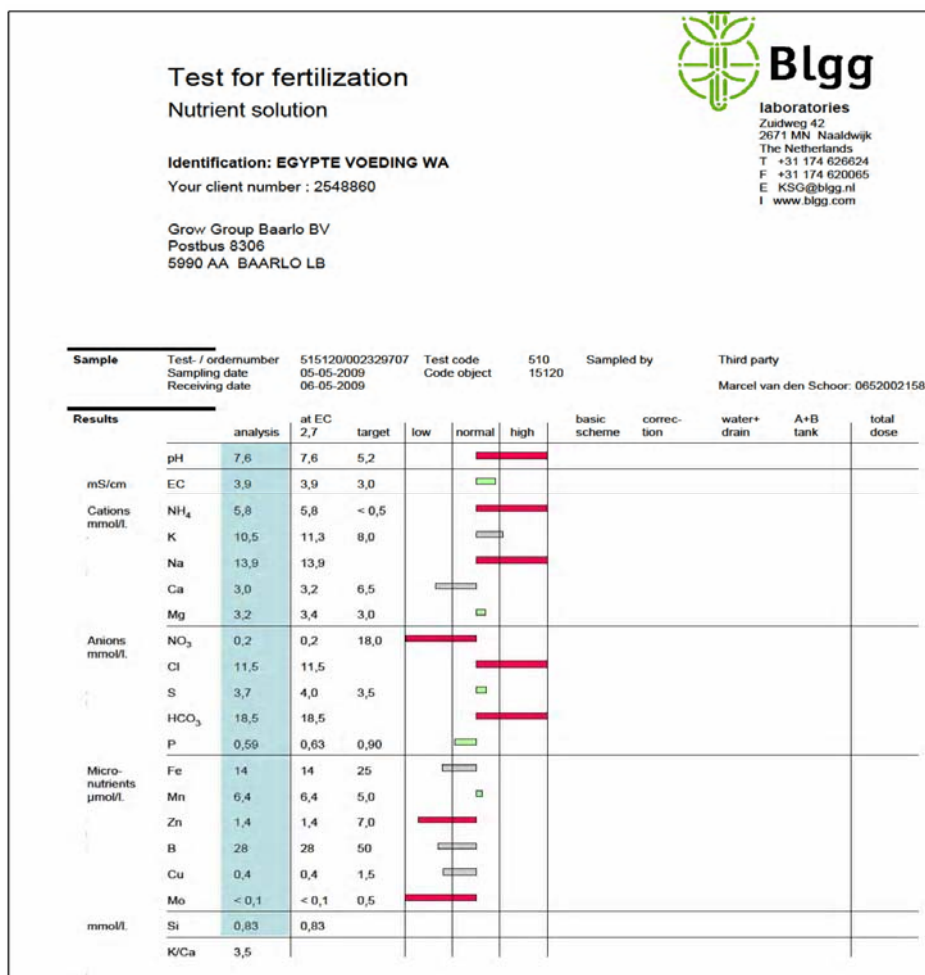 Blgg
Test for fertilization
Nutrient solution
laboratories
Zuidweg 42
2671 MN Naaldwijk
The Netherlands
T +31 174 626624
F +31 174 620065
E KSG@blgg.nl
I www.blgg.com
Identification: EGYPTE VOEDING WA
Your client number : 2548860
Grow Group Baarlo BV
Postbus 8306
5990 AA BAARLO LB
Sample Test- / ordernumber 515120/002329707 Test code 510 Sampled by Third party
Sampling date 05-05-2009 Code object 15120
Receiving date 06-05-2009 Marcel van den Schoor: 0652002158
Results at EC basic correc- water+ A+B total
analysis 2,7 target low normal high scheme tion drain tank dose
pH 7,6 7,6 5,2
mS/cm EC 3,9 3,9 3,0
Cations NH4 5,8 5,8 < 0,5
mmol/l.
K 10,5 11,3 8,0
Na 13,9 13,9
Ca 3,0 3,2 6,5
Mg 3,2 3,4 3,0
Anions NO3 0,2 0,2 18,0
mmol/l.
Cl 11,5 11,5
S 3,7 4,0 3,5
HCO3 18,5 18,5
P 0,59 0,63 0,90
Micro- Fe 14 14 25
nutrients
µmol/l. Mn 6,4 6,4 5,0
Zn 1,4 1,4 7,0
B 28 28 50
Cu 0,4 0,4 1,5
Mo < 0,1 < 0,1 0,5
mmol/l. Si 0,83 0,83
K/Ca 3,5